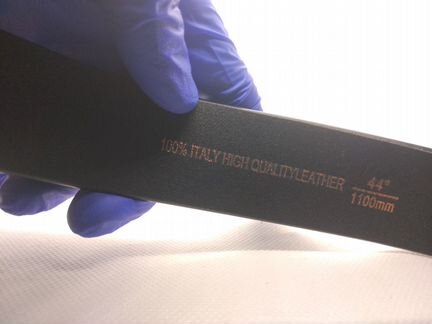 100% ITALY HIGH QUALITYLEATHER
44°
1100mm